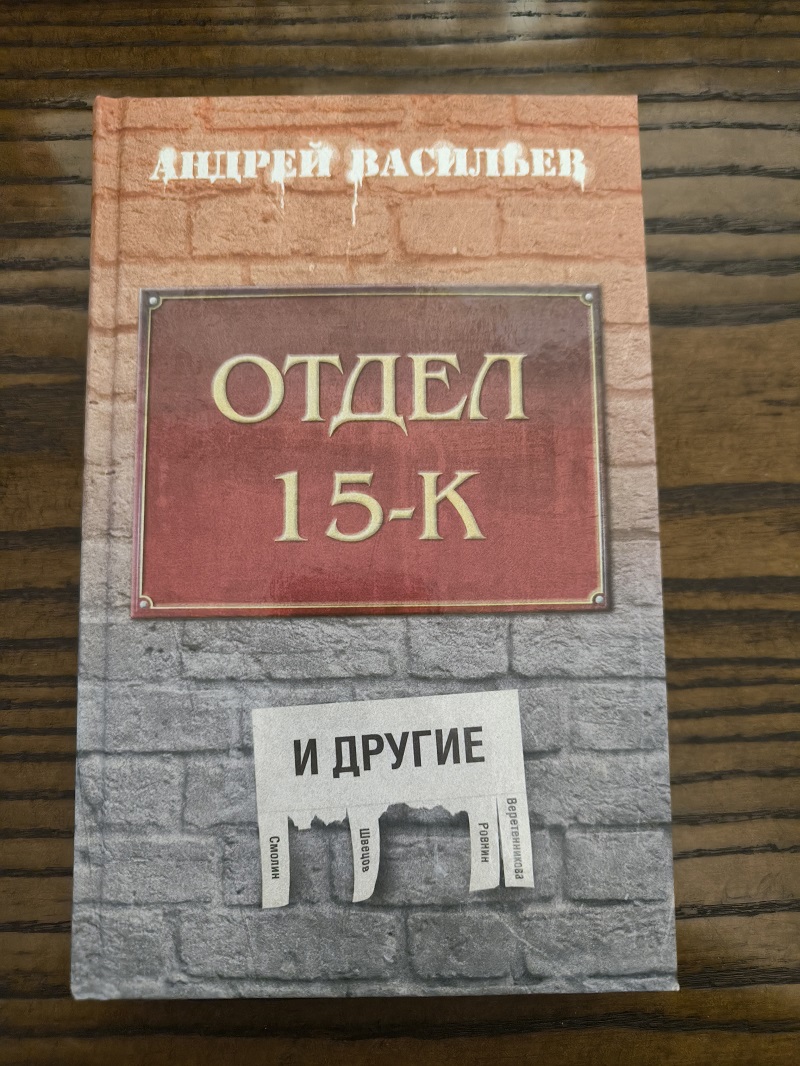 АНДРЕЙ ВАСИЛЬЕВ
ОТДЕЛ
15-К
И ДРУГИЕ
Смолин
Швецов
Ровнин
Веретенникова